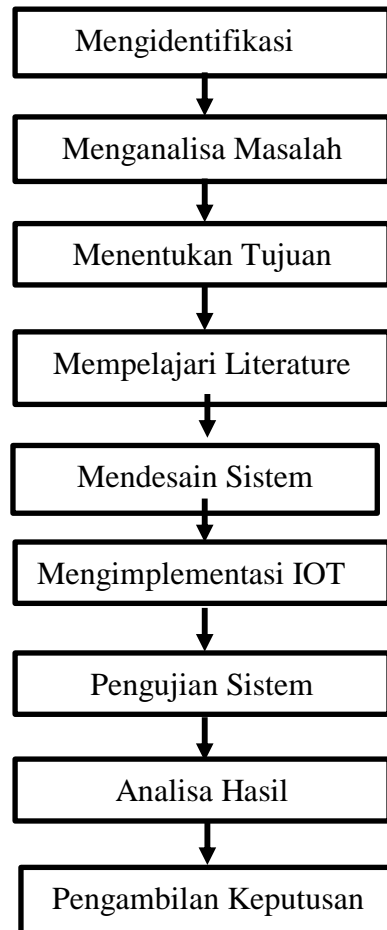 Mengidentifikasi
Menganalisa Masalah
Menentukan Tujuan
Mempelajari Literature
Mendesain Sistem
Mengimplementasi IOT
Pengujian Sistem
Analisa Hasil
Pengambilan Keputusan